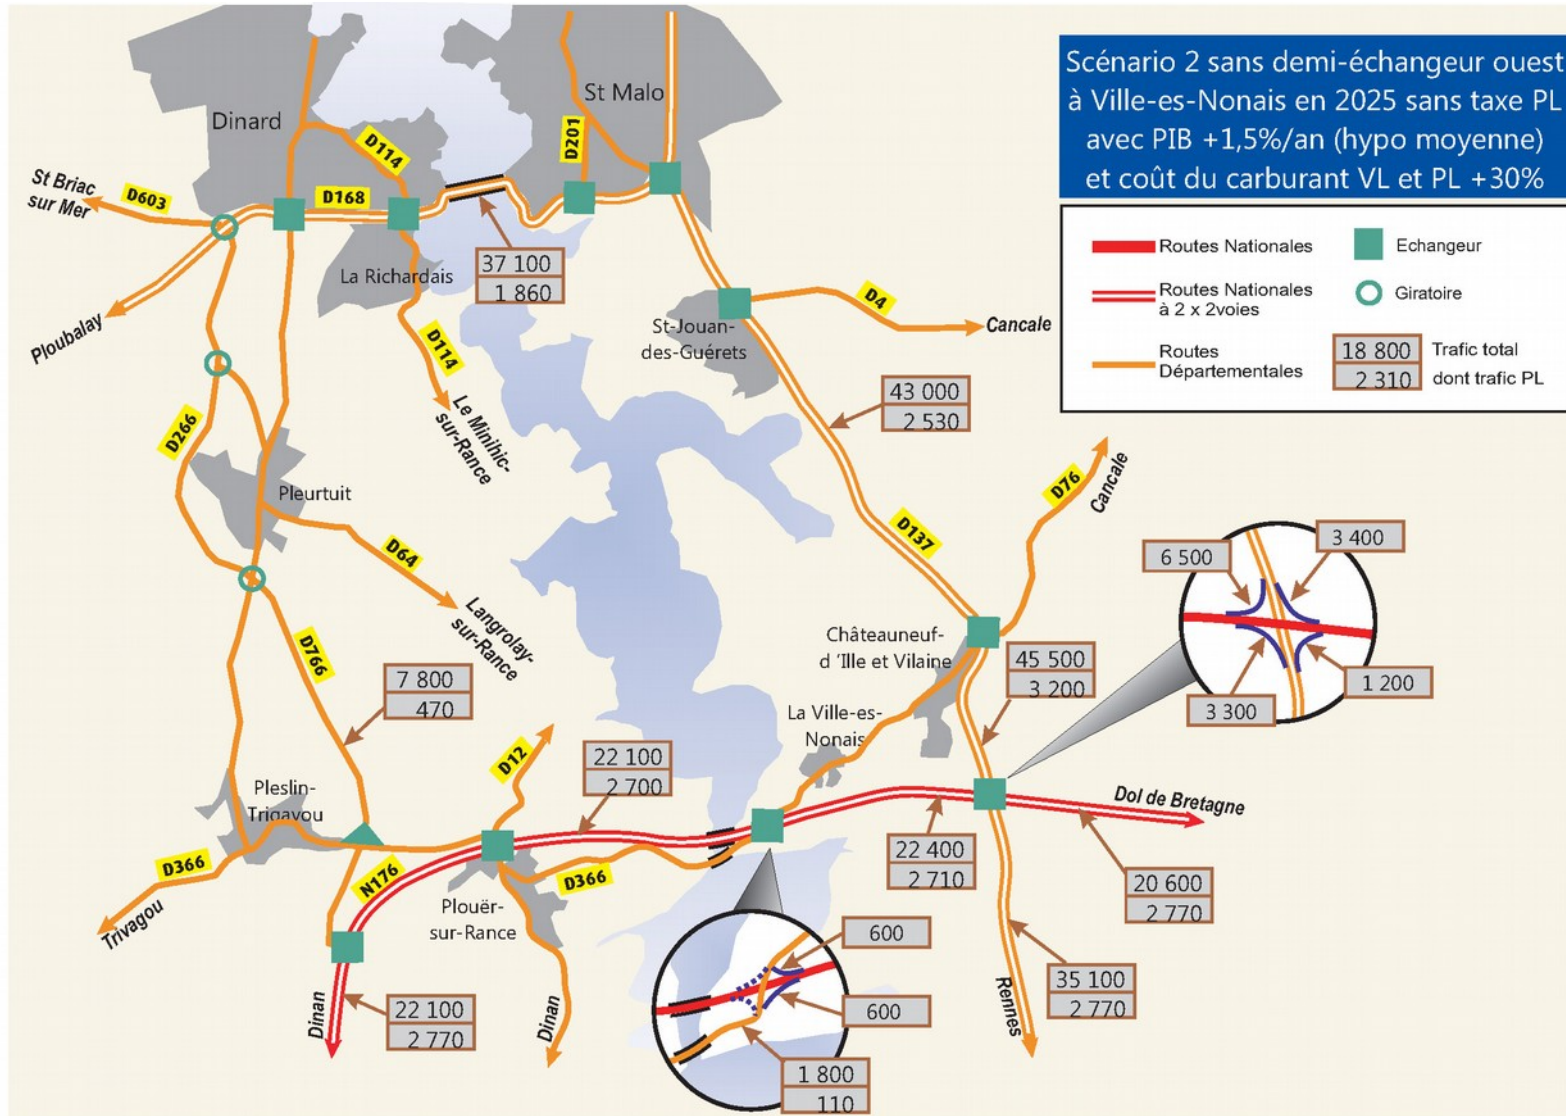 Scénario 2 sans demi-échangeur ouest
à Ville-es-Nonais en 2025 sans taxe PL
avec PIB +1,5%/an (hypo moyenne)
et coût du carburant VL et PL +30%
Routes Nationales
Echangeur
Routes Nationales
à 2 x 2voies
Giratoire
Routes
Départementales
18 800
2 310
Trafic total
dont trafic PL
St Malo
Dinard
D201
D114
St Briac
sur Mer
D603
D168
La Richardais
37 100
1 860
Ploubalay
D114
St-Jouan-
des-Guérets
D4
Cancale
43 000
2 530
Le Minihic-
sur-Rance
D266
Pleurtuit
D64
Langrolay-
sur-Rance
D137
D76
Cancale
6 500
3 400
3 300
1 200
D766
7 800
470
Châteauneuf-
d 'Ille et Vilaine
45 500
3 200
La Ville-es-
Nonais
D12
22 100
2 700
Pleslin-
Trigavou
Dol de Bretagne
D366
Trivagou
N176
D366
22 400
2 710
20 600
2 770
Plouër-
sur-Rance
600
600
1 800
110
Dinan
22 100
2 770
Dinan
Rennes
35 100
2 770